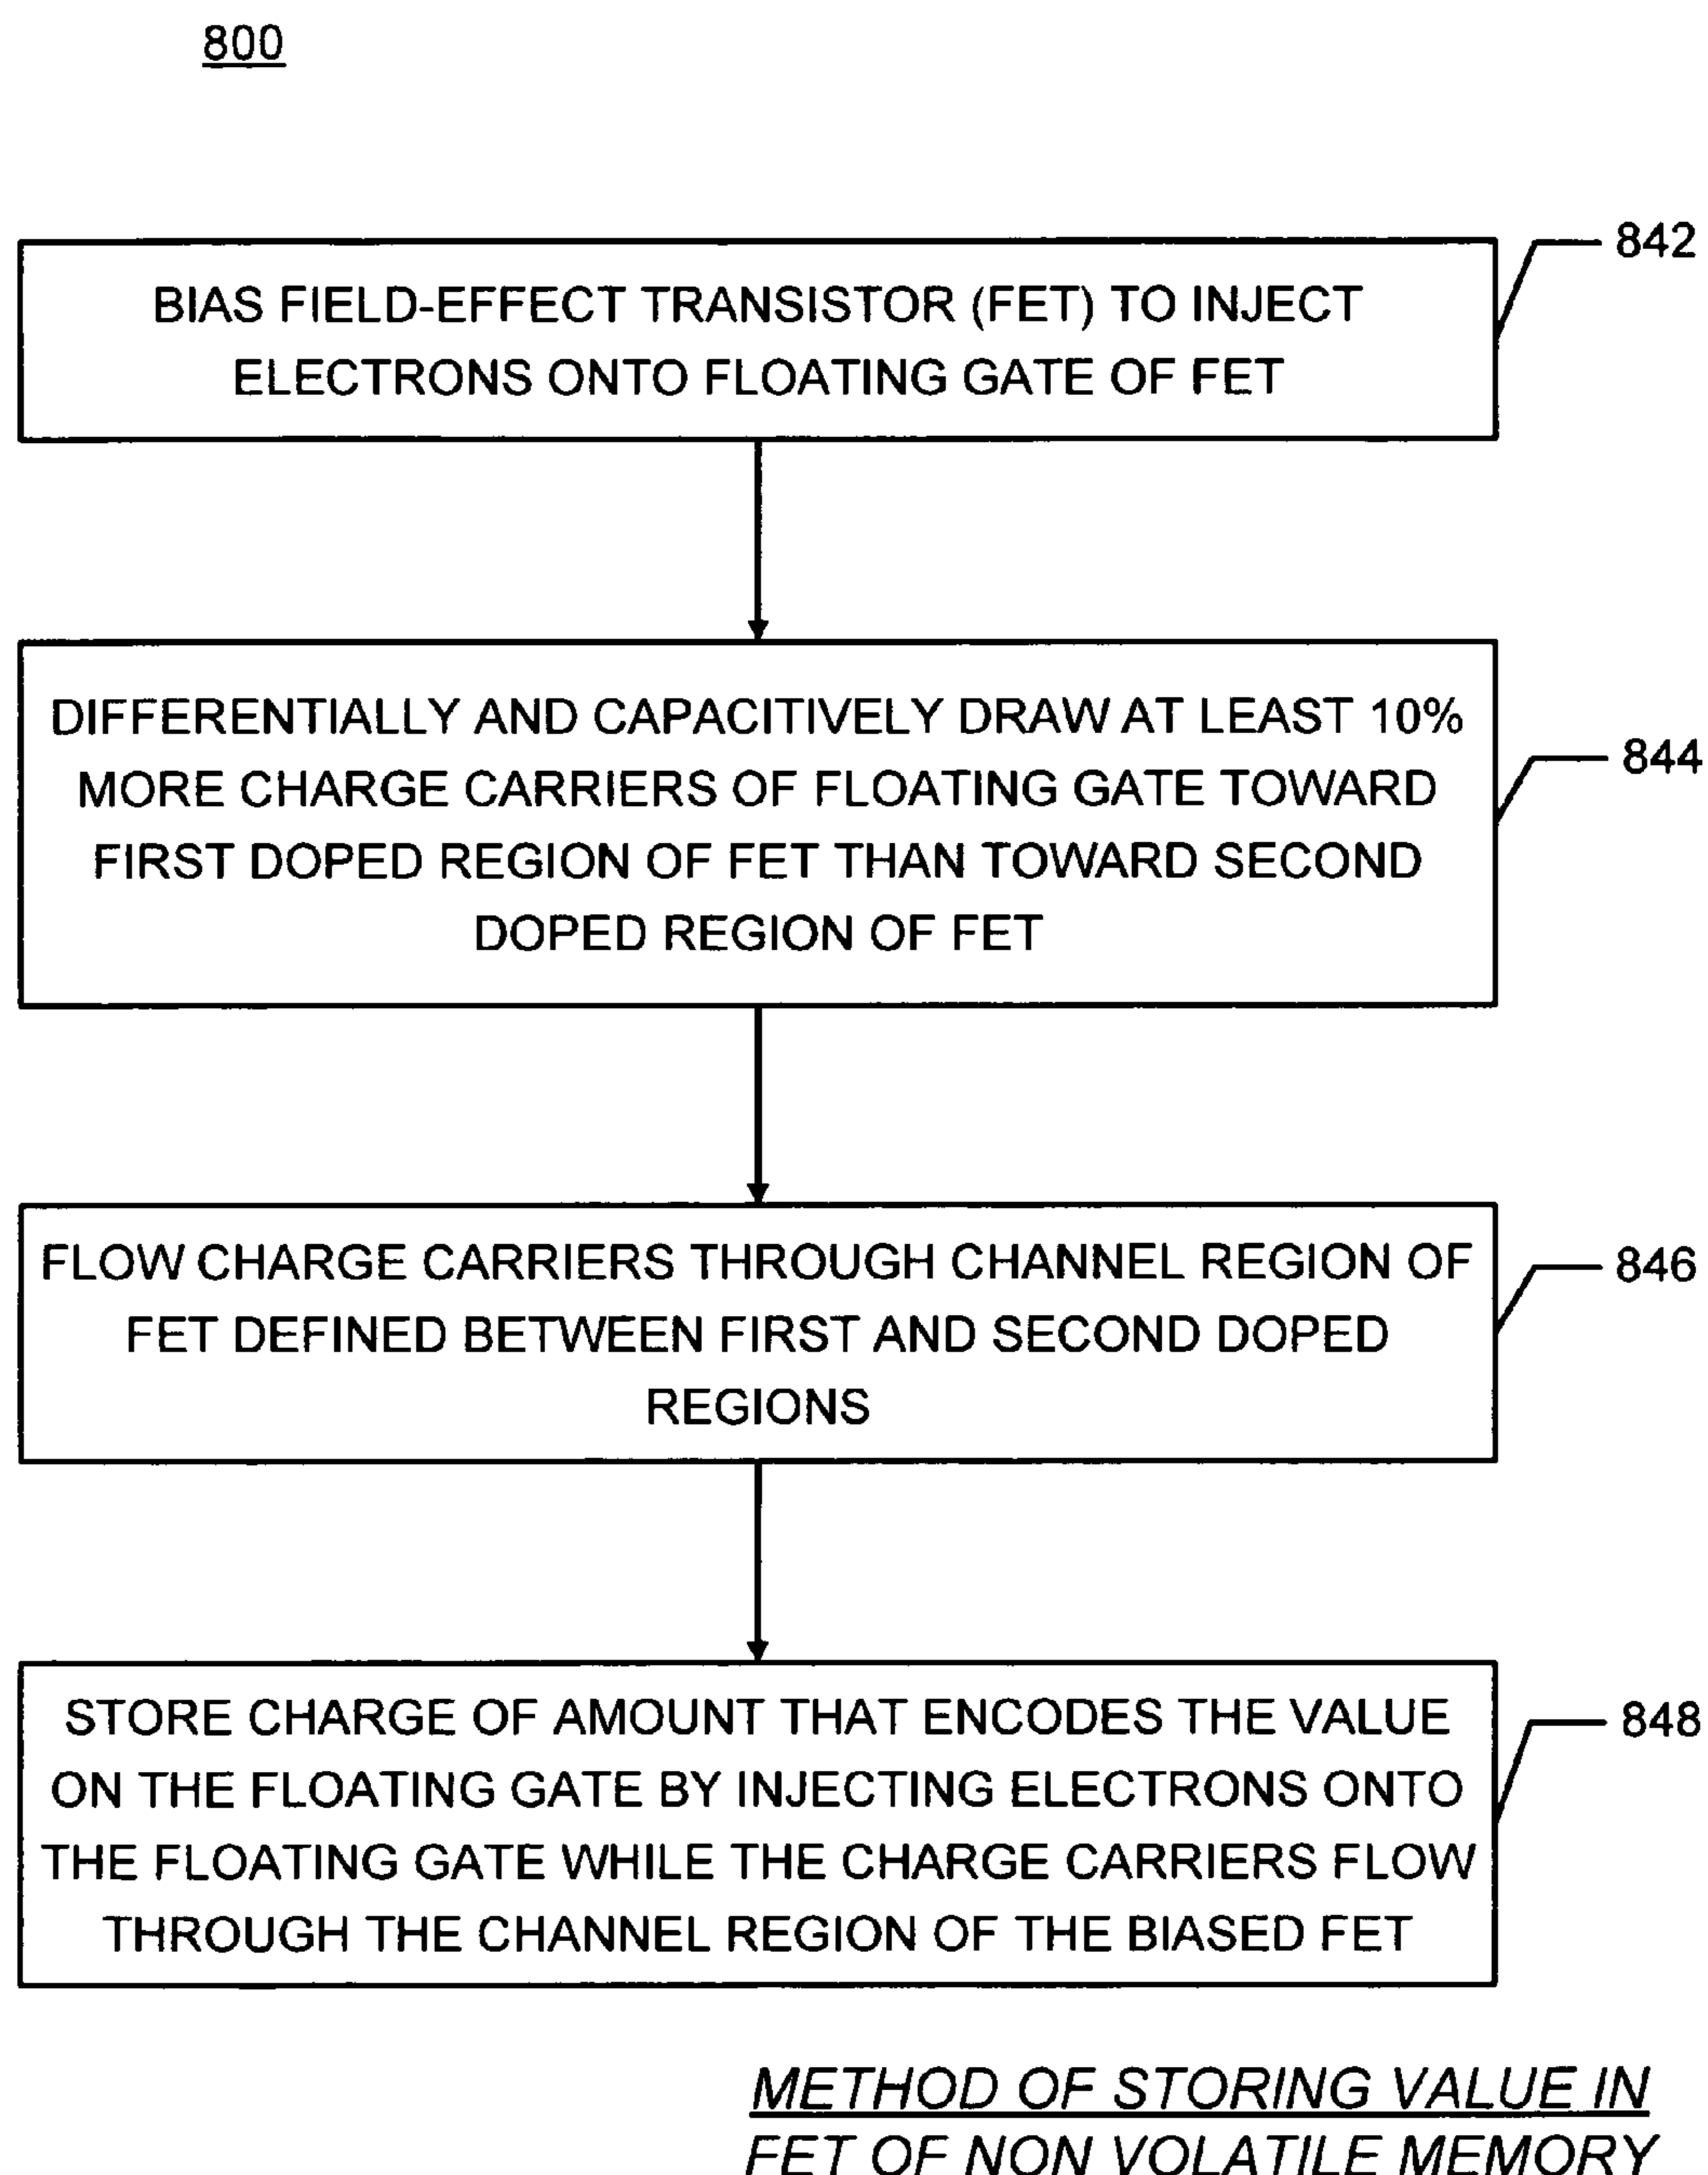 800
842
BIAS FIELD-EFFECT TRANSISTOR (FET) TO INJECT
ELECTRONS ONTO FLOATING GATE OF FET
844
DIFFERENTIALLY AND CAPACITIVELY DRAW AT LEAST 10%
MORE CHARGE CARRIERS OF FLOATING GATE TOWARD
FIRST DOPED REGION OF FET THAN TOWARD SECOND
DOPED REGION OF FET
846
FLOW CHARGE CARRIERS THROUGH CHANNEL REGION OF
FET DEFINED BETWEEN FIRST AND SECOND DOPED
REGIONS
848
STORE CHARGE OF AMOUNT THAT ENCODES THE VALUE
ON THE FLOATING GATE BY INJECTING ELECTRONS ONTO
THE FLOATING GATE WHILE THE CHARGE CARRIERS FLOW
THROUGH THE CHANNEL REGION OF THE BIASED FET
METHOD OF STORING VALUE IN
FET OF NON VOLATILE MEMORY